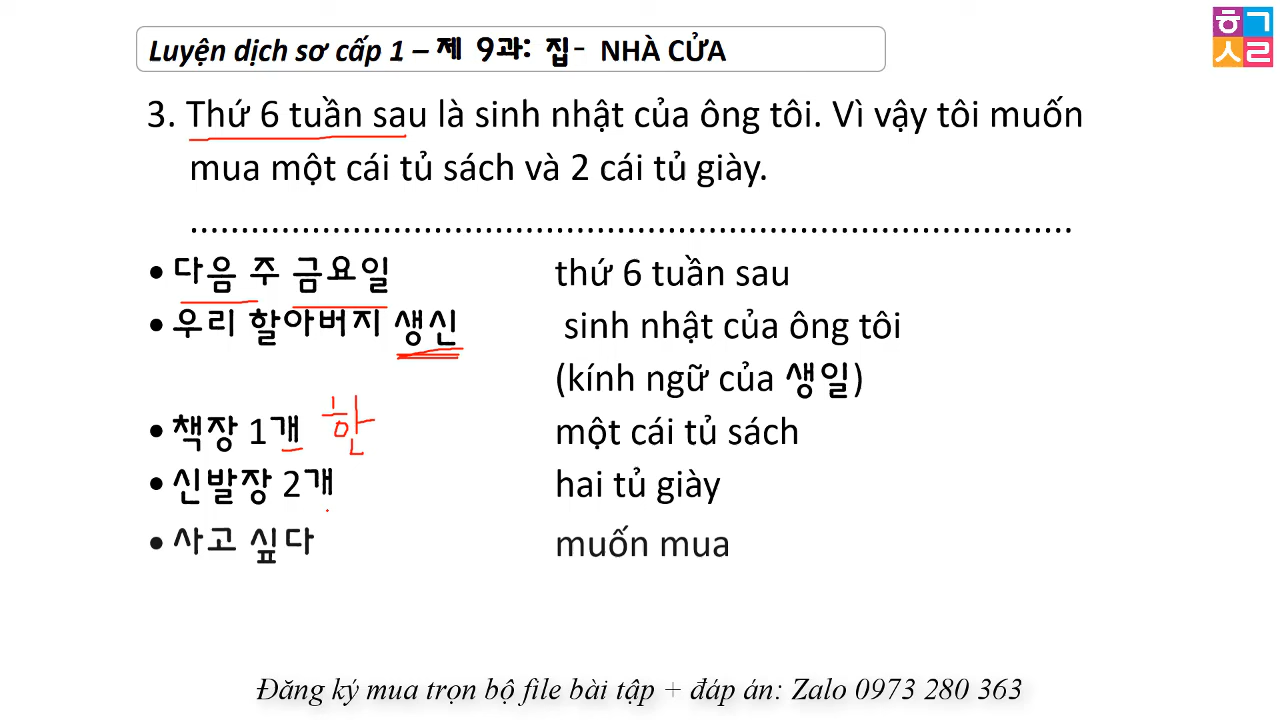 Luyện dịch sơ cấp 1 – 제 9과: 집- NHÀ CỬA
ㅎㄱ
ㅅㄹ
3. Thứ 6 tuần sau là sinh nhật của ông tôi. Vì vậy tôi muốn
mua một cái tủ sách và 2 cái tủ giày.
........................................................................................
• 다음 주 금요일 thứ 6 tuần sau
• 우리 할아버지 생신 sinh nhật của ông tôi
(kính ngữ của 생일)
• 책장 1개 한 một cái tủ sách
• 신발장 2개 hai tủ giày
• 사고 싶다 muốn mua
Đăng ký mua trọn bộ file bài tập + đáp án: Zalo 0973 280 363